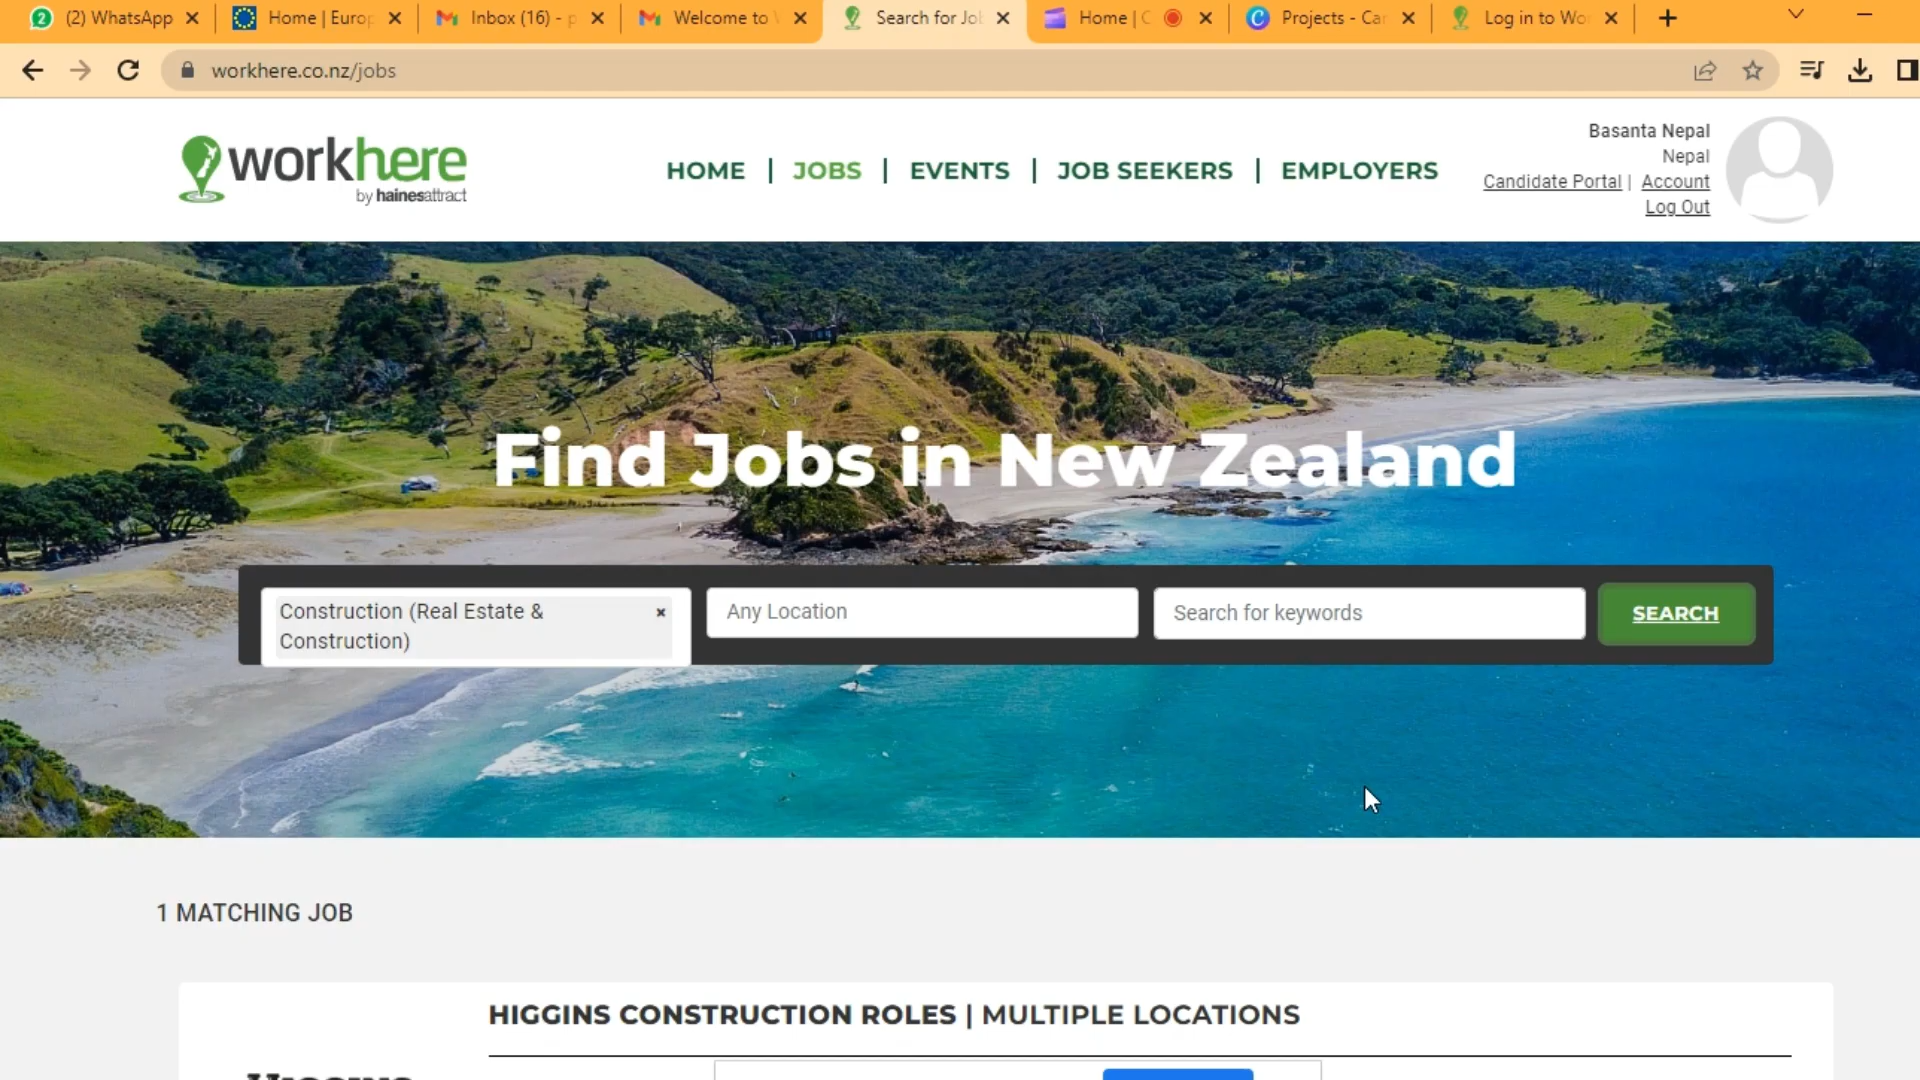 2 (2) WhatsApp
Home | Europ
Inbox (16) - p
Welcome to
Search for Jo
Home | C
Projects - Ca
Log in to Wo
workhere.co.nz/jobs
workhere
by hainesattract
HOME | JOBS | EVENTS | JOB SEEKERS | EMPLOYERS
Basanta Nepal
Nepal
Candidate Portal | Account
Log Out
Find Jobs in New Zealand
Construction (Real Estate & Construction) ×
Any Location
Search for keywords
SEARCH
1 MATCHING JOB
HIGGINS CONSTRUCTION ROLES | MULTIPLE LOCATIONS